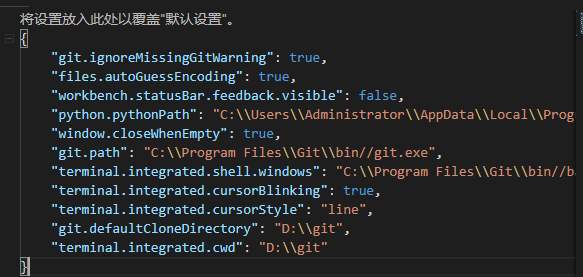 将设置放入此处以覆盖"默认设置"。
{
"git.ignoreMissingGitWarning": true,
"files.autoGuessEncoding": true,
"workbench.statusBar.feedback.visible": false,
"python.pythonPath": "C:\\Users\\Administrator\\AppData\\Local\\Prog
"window.closeWhenEmpty": true,
"git.path": "C:\\Program Files\\Git\\bin//git.exe",
"terminal.integrated.shell.windows": "C:\\Program Files\\Git\\bin//ba
"terminal.integrated.cursorBlinking": true,
"terminal.integrated.cursorStyle": "line",
"git.defaultCloneDirectory": "D:\\git",
"terminal.integrated.cwd": "D:\\git"
}